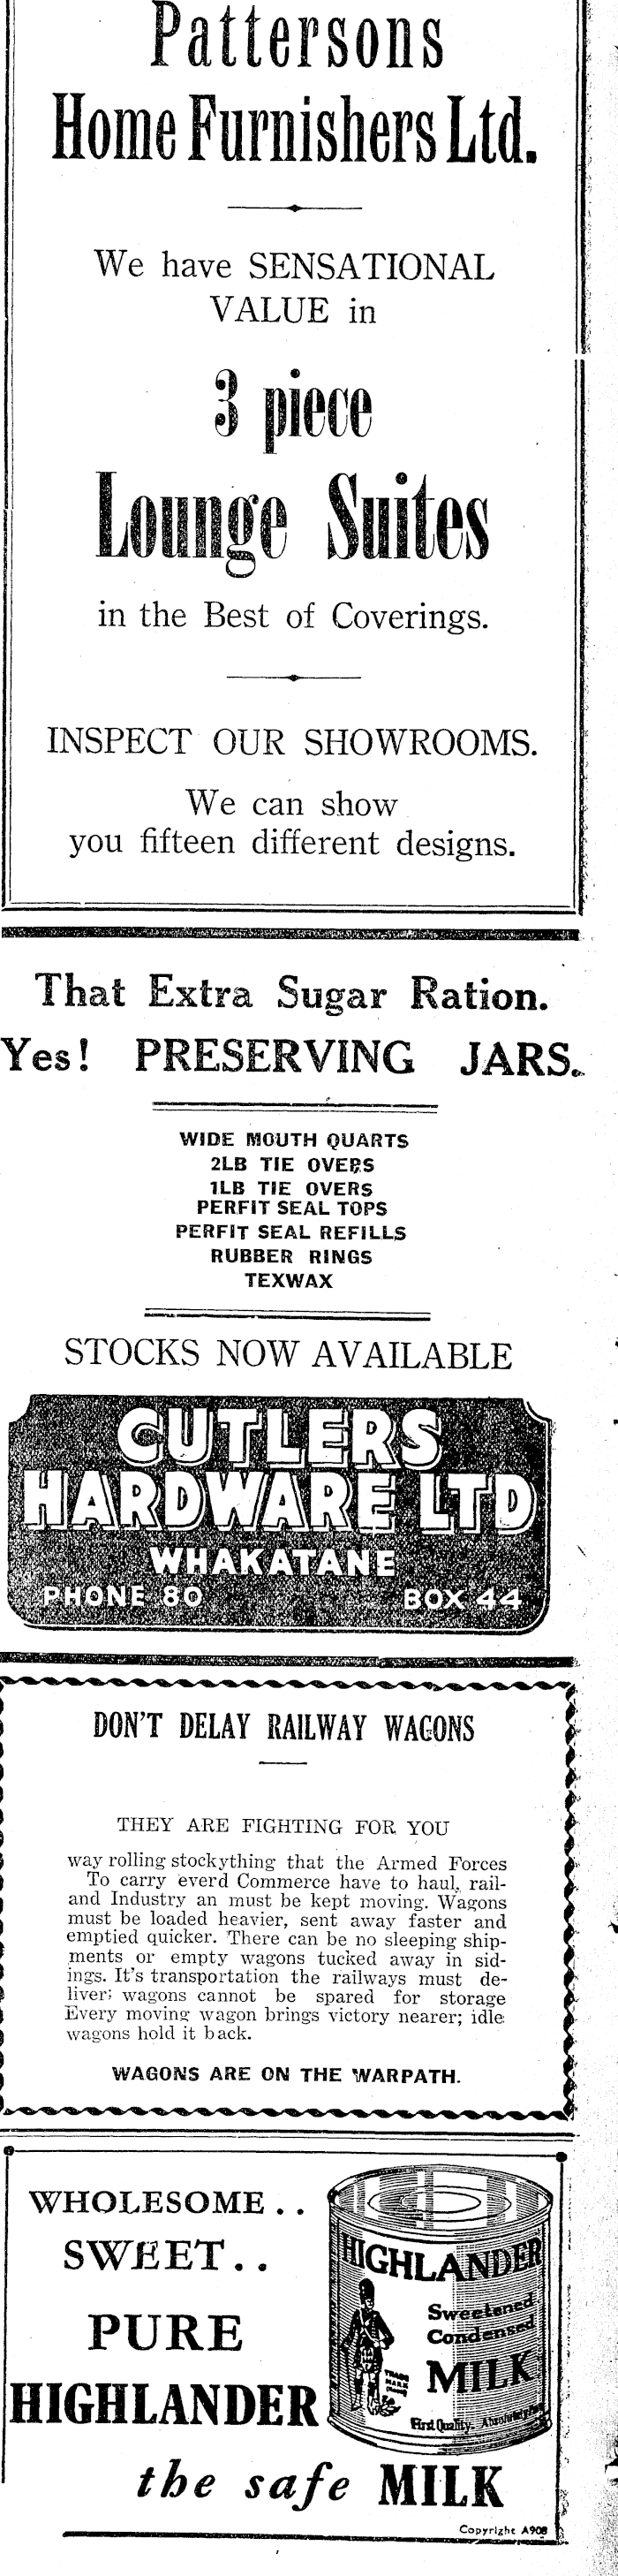 Pattersons
Home Furnishers Ltd.
We have SENSATIONAL
VALUE in
3 piece
Lounge Suites
in the Best of Coverings.
INSPECT OUR SHOWROOMS.
We can show
you fifteen different designs.
That Extra Sugar Ration.
Yes! PRESERVING JARS.
WIDE MOUTH QUARTS
2LB TIE OVERS
1LB TIE OVERS
PERFIT SEAL TOPS
PERFIT SEAL REFILLS
RUBBER RINGS
TEXWAX
STOCKS NOW AVAILABLE
CUTLERS
HARDWARE LTD
WHAKATANE
PHONE 80 BOX 44
DON'T DELAY RAILWAY WAGONS
THEY ARE FIGHTING FOR YOU
way rolling stockything that the Armed Forces
To carry everd Commerce have to haul, rail-
and Industry an must be kept moving. Wagons
must be loaded heavier, sent away faster and
emptied quicker. There can be no sleeping ship-
ments or empty wagons tucked away in sid-
ings. It's transportation the railways must de-
liver; wagons cannot be spared for storage
Every moving wagon brings victory nearer; idle
wagons hold it back.
WAGONS ARE ON THE WARPATH.
WHOLESOME . .
SWEET . .
PURE
HIGHLANDER
the safe MILK
HIGHLANDER
Sweetened
Condensed
MILK
TRADE
MARK
First Quality. Absolutely
Copyright A908